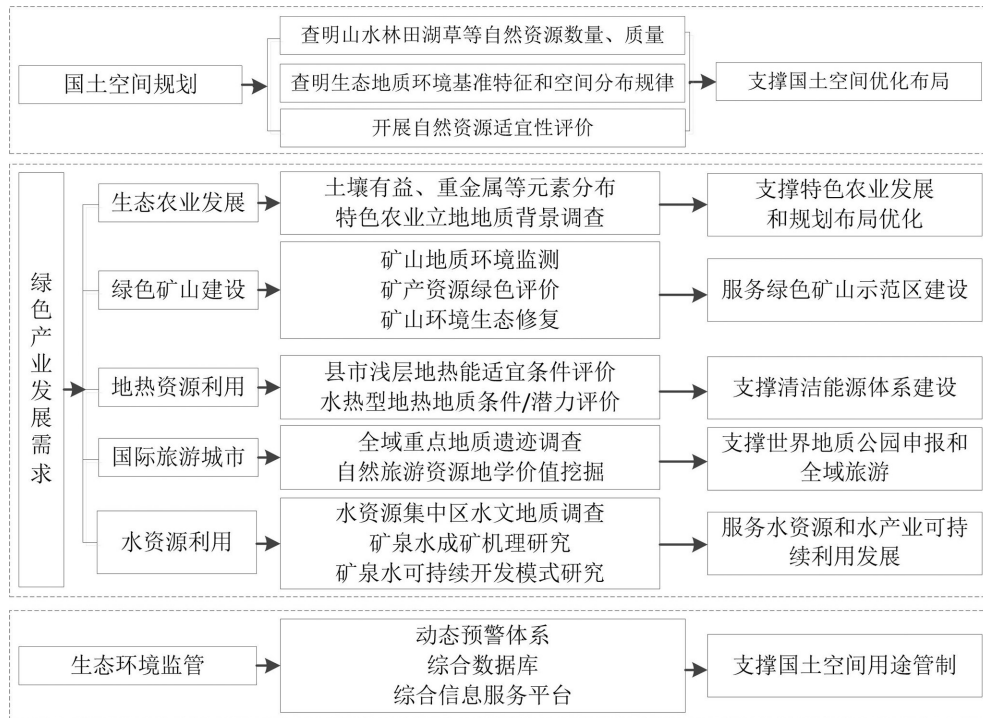 国土空间规划
查明山水林田湖草等自然资源数量、质量
查明生态地质环境基准特征和空间分布规律
开展自然资源适宜性评价
支撑国土空间优化布局
绿色产业发展需求
生态农业发展
土壤有益、重金属等元素分布
特色农业立地地质背景调查
支撑特色农业发展
和规划布局优化
绿色矿山建设
矿山地质环境监测
矿产资源绿色评价
矿山环境生态修复
服务绿色矿山示范区建设
地热资源利用
县市浅层地热能适宜条件评价
水热型地热地质条件/潜力评价
支撑清洁能源体系建设
国际旅游城市
全域重点地质遗迹调查
自然旅游资源地学价值挖掘
支撑世界地质公园申报和
全域旅游
水资源利用
水资源集中区水文地质调查
矿泉水成矿机理研究
矿泉水可持续开发模式研究
服务水资源和水产业可持
续利用发展
生态环境监管
动态预警体系
综合数据库
综合信息服务平台
支撑国土空间用途管制